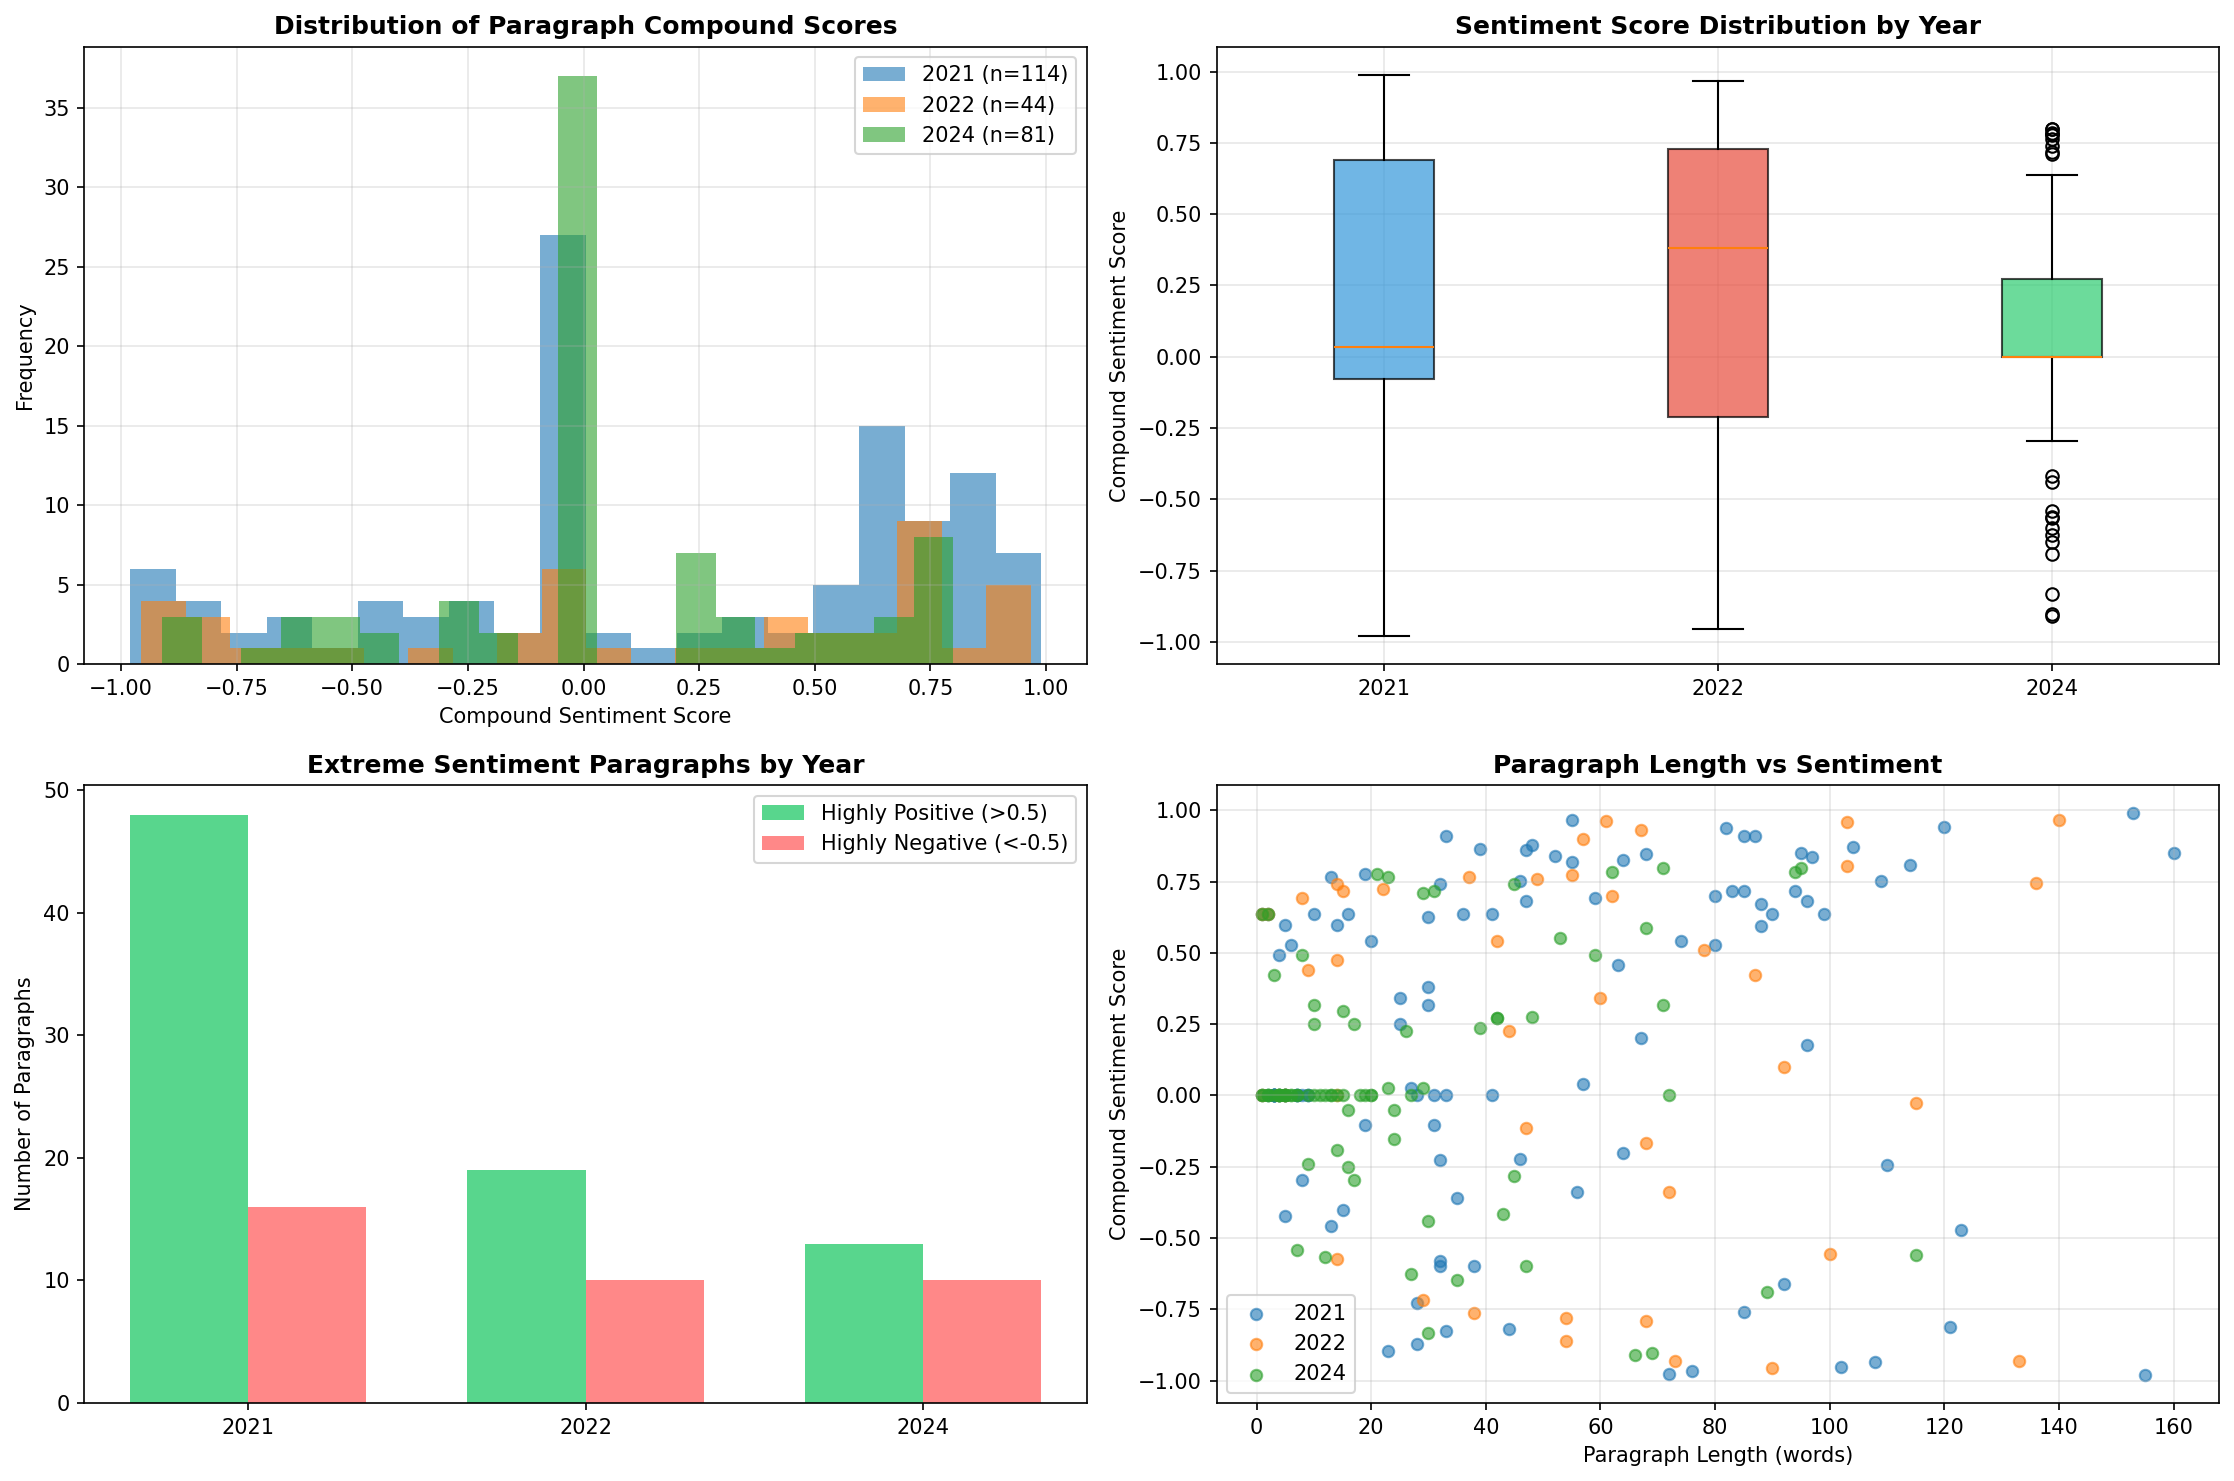 Distribution of Paragraph Compound Scores
2021 (n=114)
2022 (n=44)
2024 (n=81)
Frequency
35
30
25
20
15
10
5
0
−1.00 −0.75 −0.50 −0.25 0.00 0.25 0.50 0.75 1.00
Compound Sentiment Score
Sentiment Score Distribution by Year
Compound Sentiment Score
1.00
0.75
0.50
0.25
0.00
−0.25
−0.50
−0.75
−1.00
2021 2022 2024
Extreme Sentiment Paragraphs by Year
Highly Positive (>0.5)
Highly Negative (<-0.5)
Number of Paragraphs
50
40
30
20
10
0
2021 2022 2024
Paragraph Length vs Sentiment
Compound Sentiment Score
1.00
0.75
0.50
0.25
0.00
−0.25
−0.50
−0.75
−1.00
2021
2022
2024
0 20 40 60 80 100 120 140 160
Paragraph Length (words)